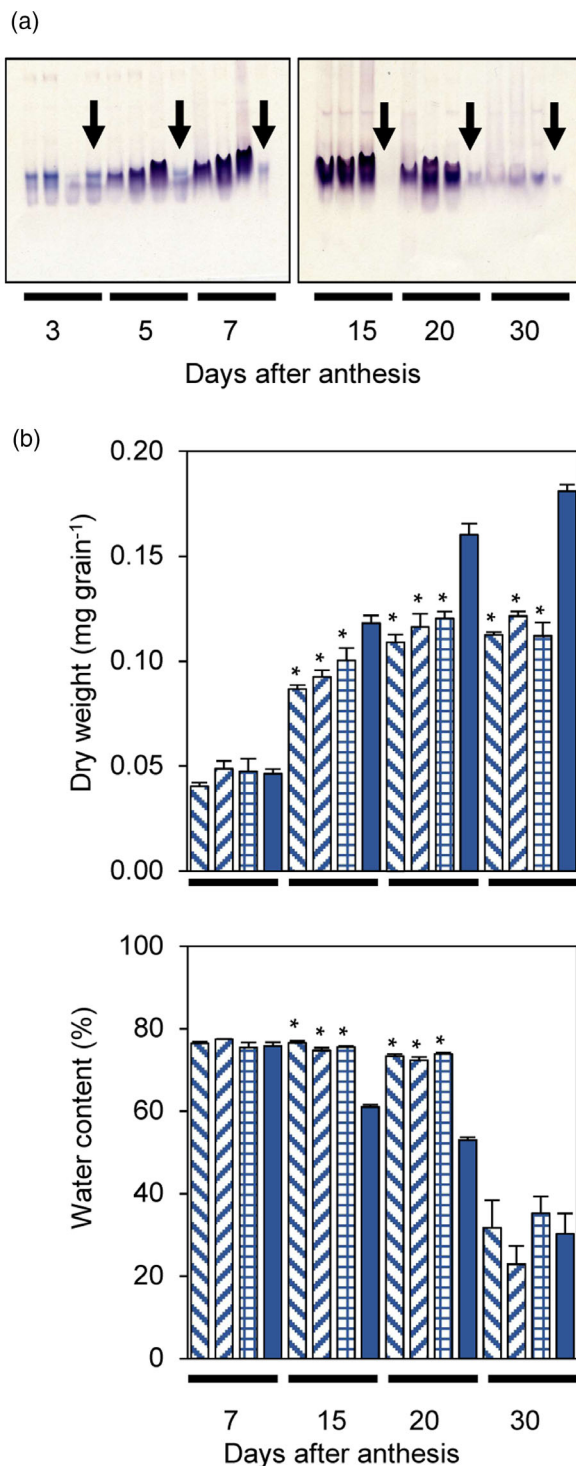 (a)
3 5 7 15 20 30
Days after anthesis
(b)
0.20
0.15
0.10
0.05
0.00
Dry weight (mg grain⁻¹)
* * * * * * * * *
100
80
60
40
20
0
Water content (%)
* * * * * *
7 15 20 30
Days after anthesis